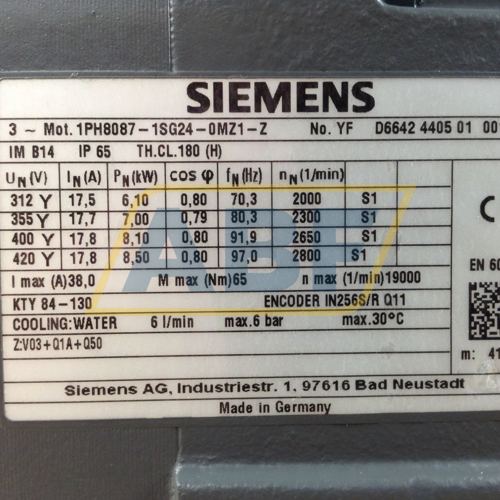 SIEMENS
3 ~ Mot. 1PH8087-1SG24-0MZ1-Z No. YF D6642 4405 01 001
IM B14 IP 65 TH.CL.180 (H)
UN (V) IN (A) PN (kW) cos φ fN (Hz) nN (1/min)
312 Y 17,5 6,10 0,80 70,3 2000 S1
355 Y 17,7 7,00 0,79 80,3 2300 S1
400 Y 17,8 8,10 0,80 91,9 2650 S1
420 Y 17,8 8,50 0,80 97,0 2800 S1
I max (A)38,0 M max (Nm)65 n max (1/min)19000
EN 60
KTY 84-130 ENCODER IN256S/R Q11
COOLING:WATER 6 l/min max.6 bar max.30°C
Z:V03+Q1A+Q50
m: 41
Siemens AG, Industriestr. 1, 97616 Bad Neustadt
Made in Germany
ABF